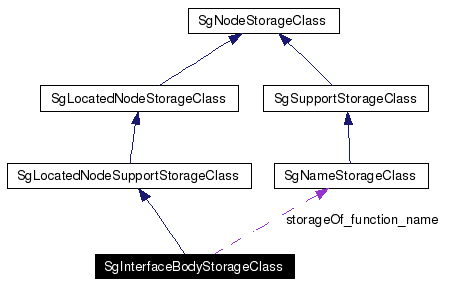 SgNodeStorageClass
SgLocatedNodeStorageClass
SgSupportStorageClass
SgLocatedNodeSupportStorageClass
SgNameStorageClass
storageOf_function_name
SgInterfaceBodyStorageClass